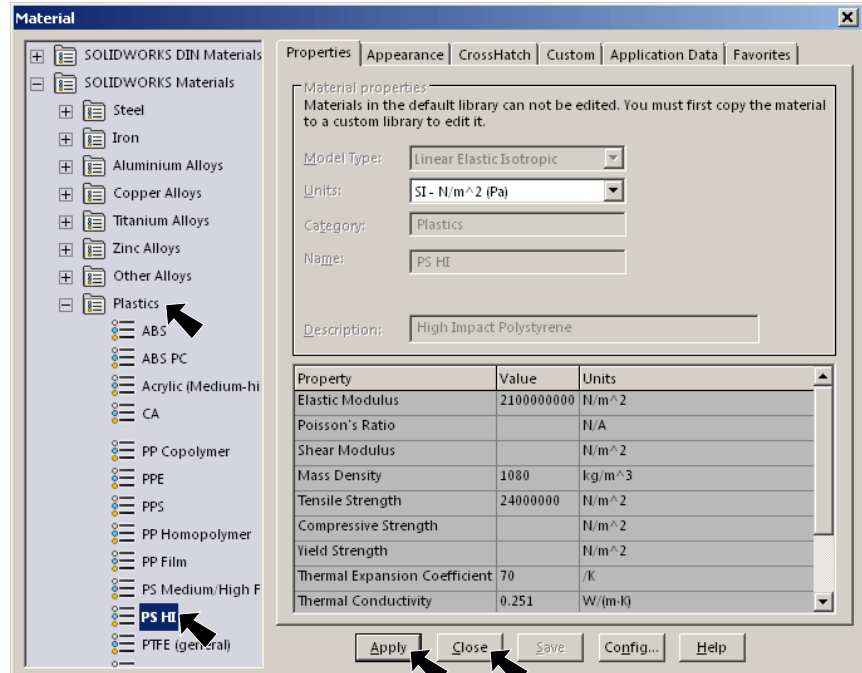 Material
SOLIDWORKS DIN Materials
SOLIDWORKS Materials
Steel
Iron
Aluminium Alloys
Copper Alloys
Titanium Alloys
Zinc Alloys
Other Alloys
Plastics
ABS
ABS PC
Acrylic (Medium-hi
CA
PP Copolymer
PPE
PPS
PP Homopolymer
PP Film
PS Medium/High F
PS HI
PTFE (general)
Properties Appearance CrossHatch Custom Application Data Favorites
Material properties
Materials in the default library can not be edited. You must first copy the material
to a custom library to edit it.
Model Type: Linear Elastic Isotropic
Units: SI - N/m^2 (Pa)
Category: Plastics
Name: PS HI
Description: High Impact Polystyrene
Property Value Units
Elastic Modulus 2100000000 N/m^2
Poisson's Ratio N/A
Shear Modulus N/m^2
Mass Density 1080 kg/m^3
Tensile Strength 24000000 N/m^2
Compressive Strength N/m^2
Yield Strength N/m^2
Thermal Expansion Coefficient 70 /K
Thermal Conductivity 0.251 W/(m·K)
Apply Close Save Config... Help